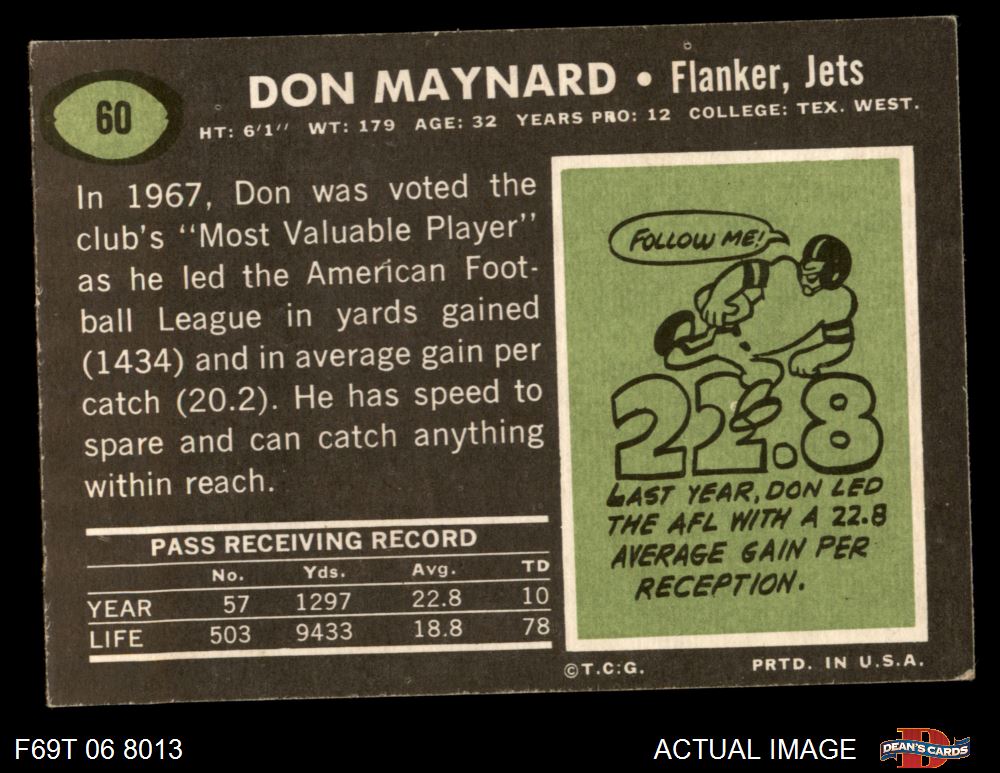 60
DON MAYNARD • Flanker, Jets
HT: 6'1'' WT: 179 AGE: 32 YEARS PRO: 12 COLLEGE: TEX. WEST.
In 1967, Don was voted the
club's "Most Valuable Player"
as he led the American Foot-
ball League in yards gained
(1434) and in average gain per
catch (20.2). He has speed to
spare and can catch anything
within reach.
PASS RECEIVING RECORD
No. Yds. Avg. TD
YEAR 57 1297 22.8 10
LIFE 503 9433 18.8 78
FOLLOW ME!
22.8
LAST YEAR, DON LED
THE AFL WITH A 22.8
AVERAGE GAIN PER
RECEPTION.
©T.C.G. PRTD. IN U.S.A.
F69T 06 8013
ACTUAL IMAGE
DEAN'S CARDS